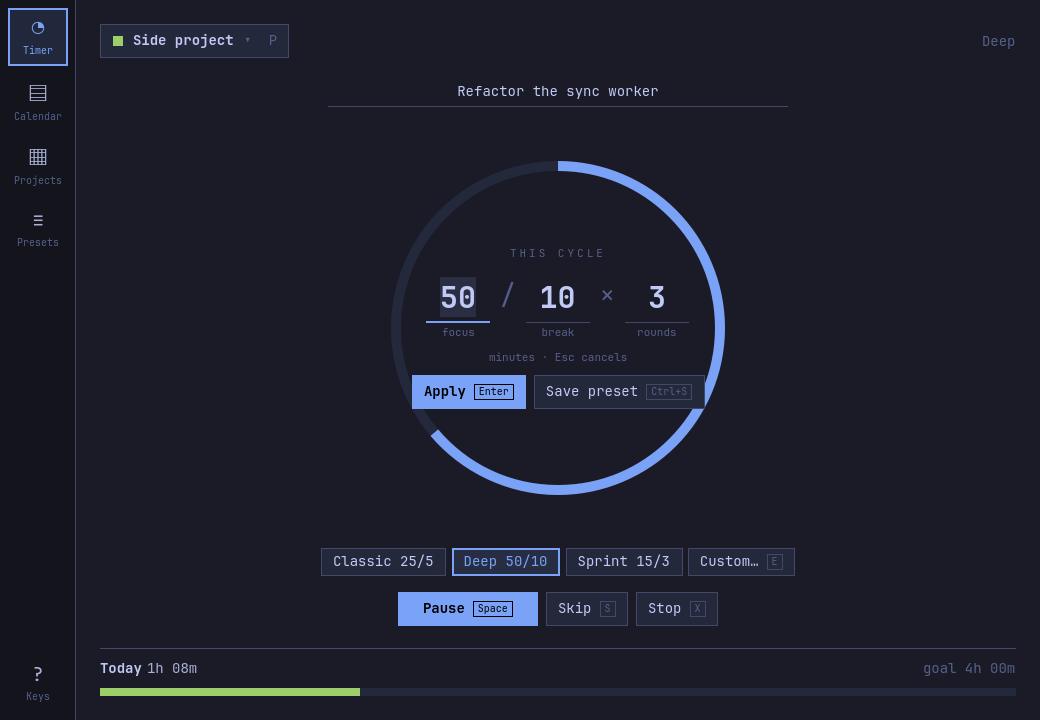 Timer
Calendar
Projects
Presets
? 
Keys
Side project ▾ P
Deep
Refactor the sync worker
THIS CYCLE
50 / 10 × 3
focus break rounds
minutes · Esc cancels
Apply Enter Save preset Ctrl+S
Classic 25/5 Deep 50/10 Sprint 15/3 Custom… E
Pause Space Skip S Stop X
Today 1h 08m goal 4h 00m